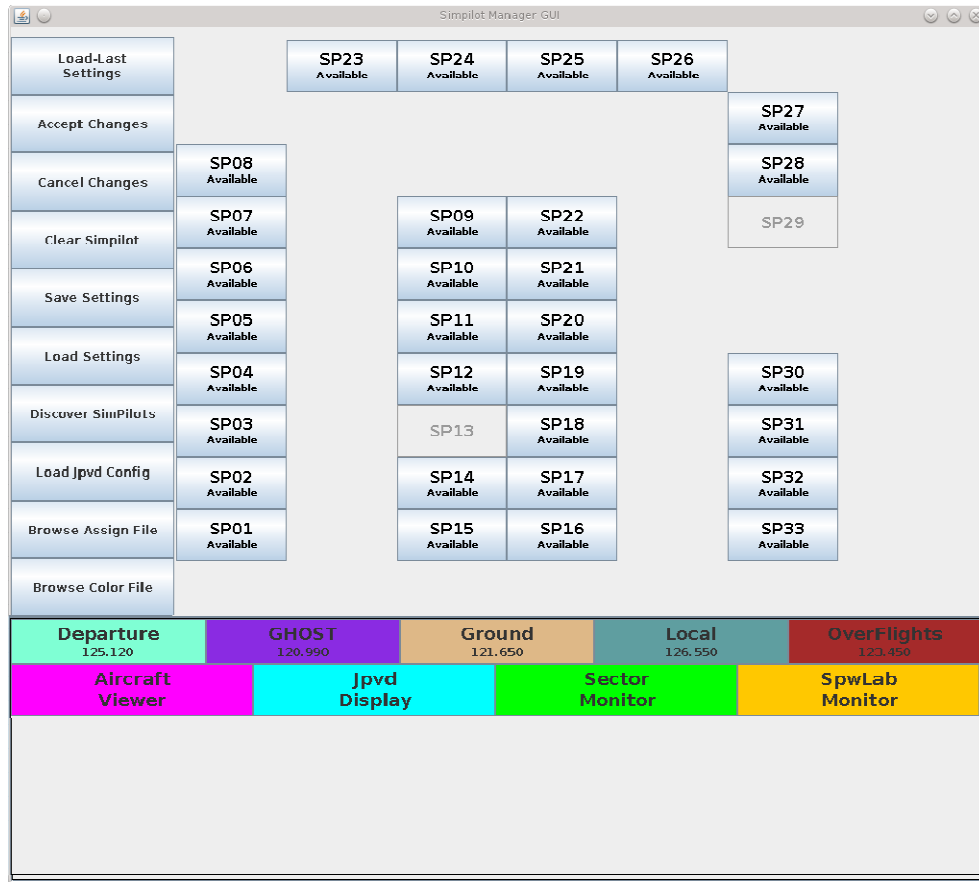 Simpilot Manager GUI
Load-Last
Settings
Accept Changes
Cancel Changes
Clear Simpilot
Save Settings
Load Settings
Discover SimPilots
Load Jpvd Config
Browse Assign File
Browse Color File
SP23
Available
SP24
Available
SP25
Available
SP26
Available
SP27
Available
SP28
Available
SP29
SP08
Available
SP07
Available
SP06
Available
SP05
Available
SP04
Available
SP03
Available
SP02
Available
SP01
Available
SP09
Available
SP10
Available
SP11
Available
SP12
Available
SP13
SP14
Available
SP15
Available
SP22
Available
SP21
Available
SP20
Available
SP19
Available
SP18
Available
SP17
Available
SP16
Available
SP30
Available
SP31
Available
SP32
Available
SP33
Available
Departure
125.120
GHOST
120.990
Ground
121.650
Local
126.550
OverFlights
123.450
Aircraft
Viewer
Jpvd
Display
Sector
Monitor
SpwLab
Monitor